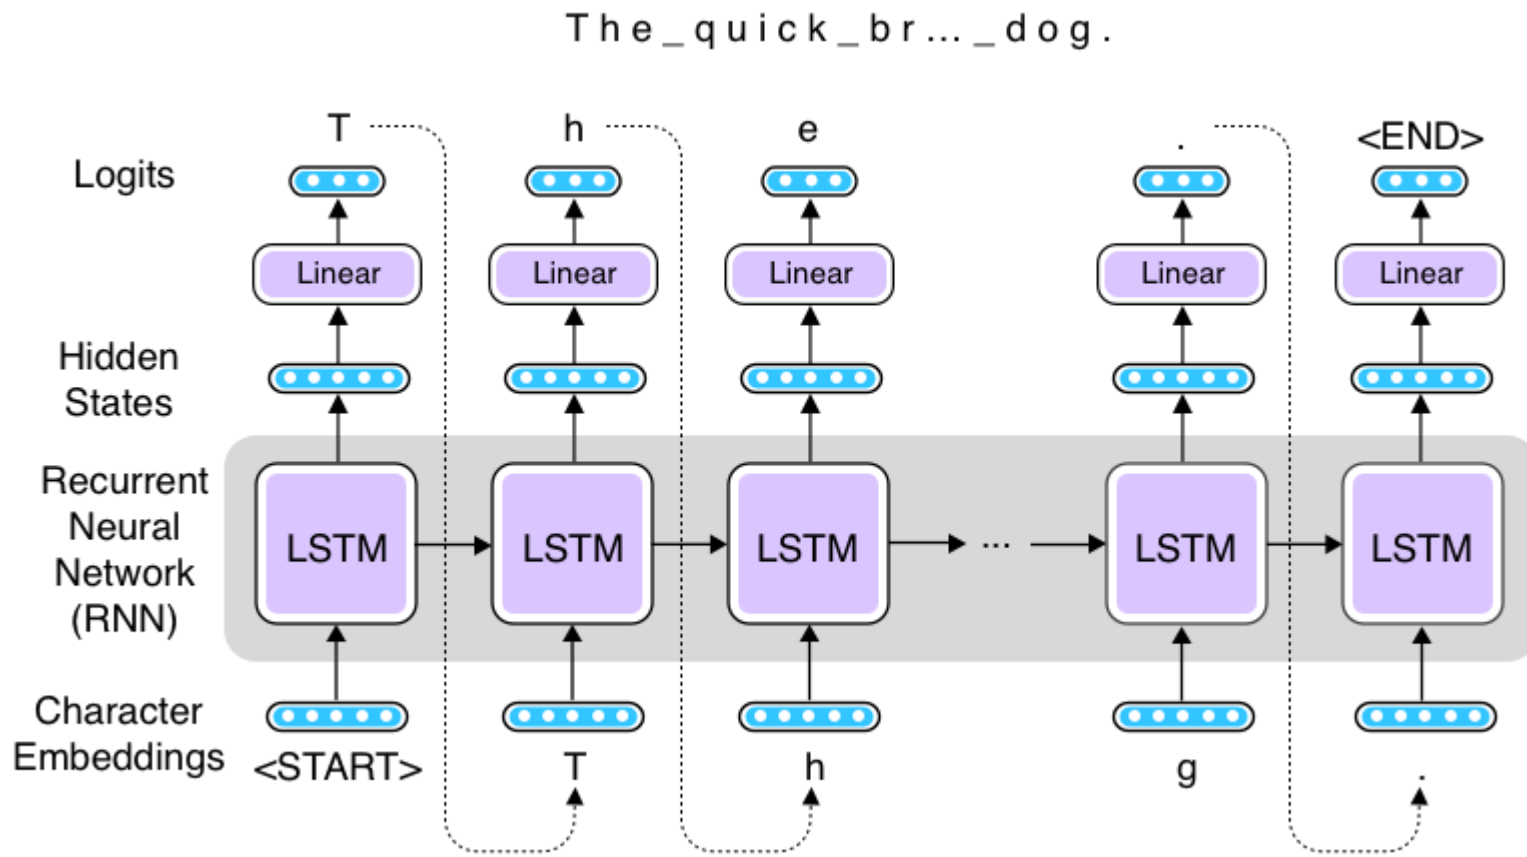 The_quick_br..._dog.
T h e . <END>
Logits
Linear Linear Linear Linear Linear
Hidden
States
Recurrent
Neural
Network
(RNN)
LSTM LSTM LSTM ... LSTM LSTM
Character
Embeddings
<START> T h g .